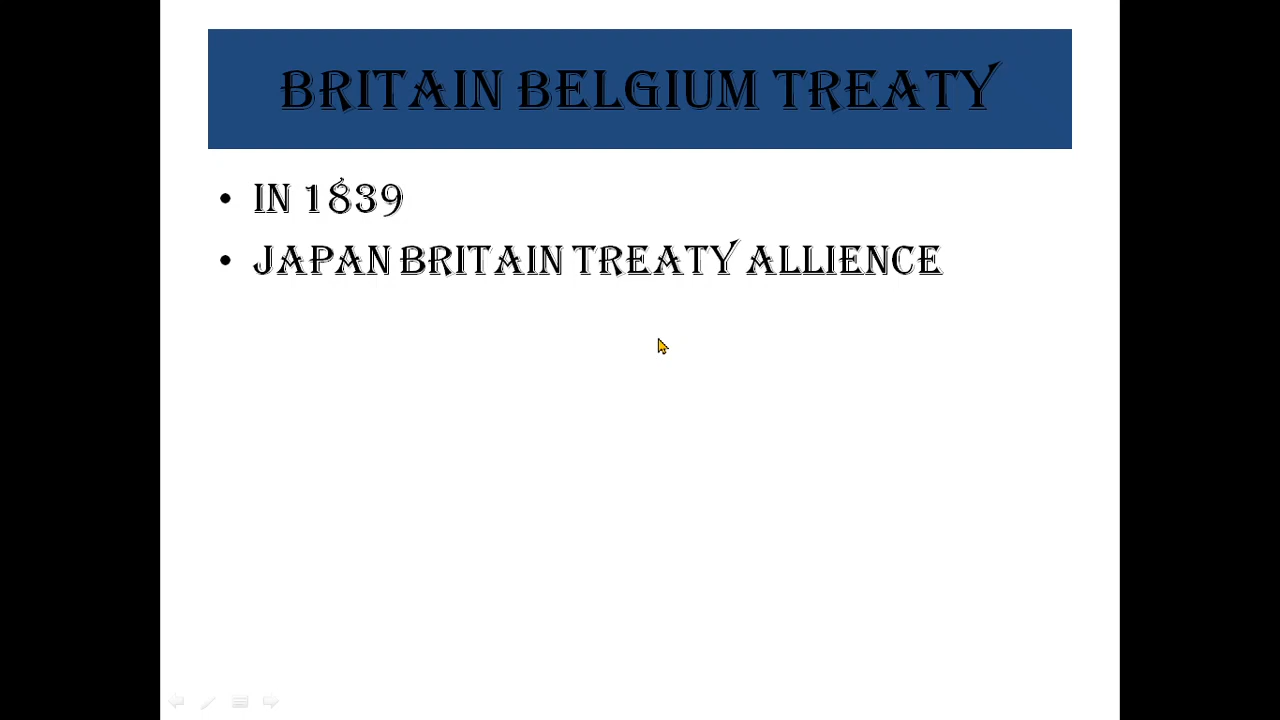 BRITAIN BELGIUM TREATY
• IN 1839
• JAPAN BRITAIN TREATY ALLIENCE